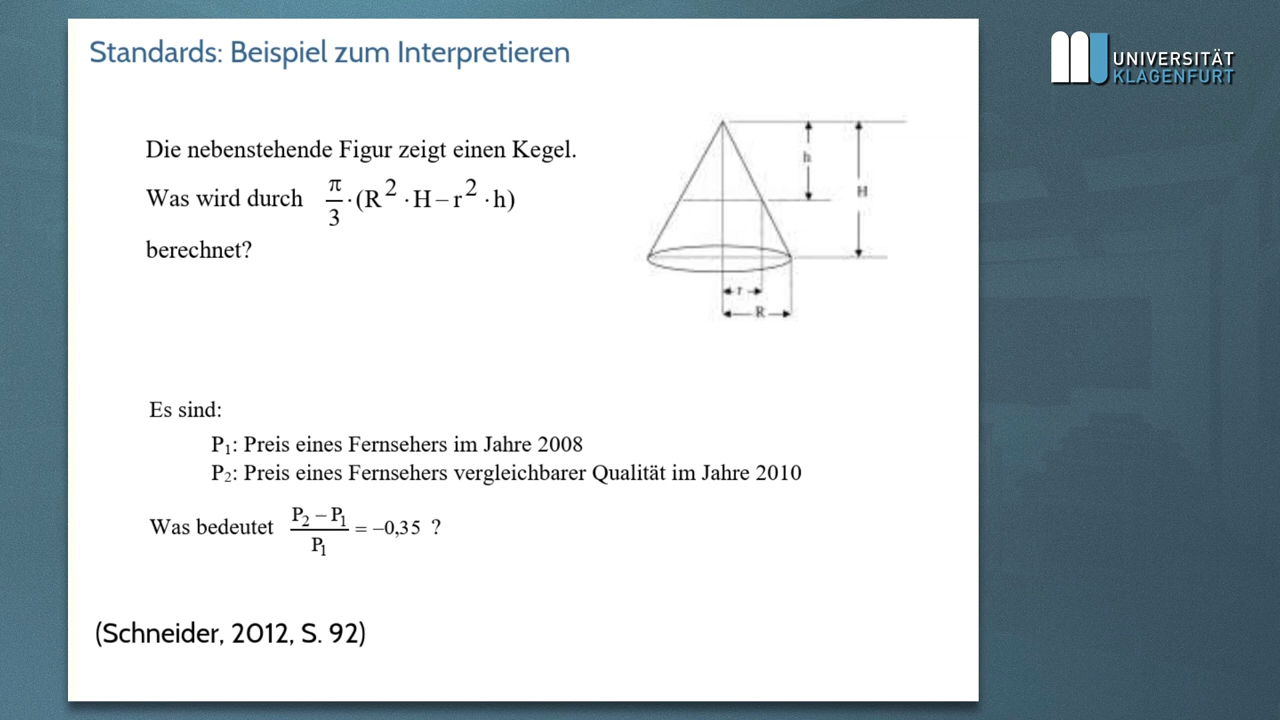 Standards: Beispiel zum Interpretieren
UNIVERSITÄT
KLAGENFURT
Die nebenstehende Figur zeigt einen Kegel.
Was wird durch π/3 · (R² · H – r² · h)
berechnet?
h
H
r
R
Es sind:
P₁: Preis eines Fernsehers im Jahre 2008
P₂: Preis eines Fernsehers vergleichbarer Qualität im Jahre 2010
Was bedeutet (P₂ – P₁)/P₁ = –0,35 ?
(Schneider, 2012, S. 92)